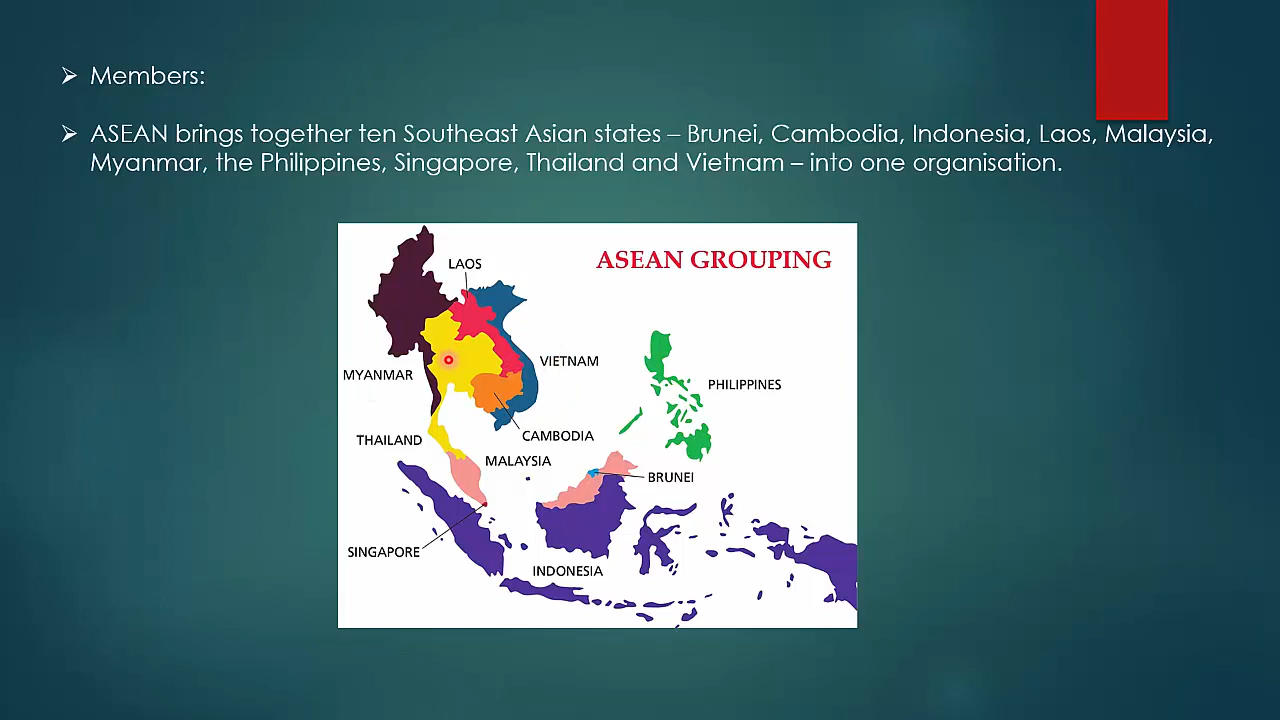 Members:
ASEAN brings together ten Southeast Asian states – Brunei, Cambodia, Indonesia, Laos, Malaysia,
Myanmar, the Philippines, Singapore, Thailand and Vietnam – into one organisation.
ASEAN GROUPING
LAOS
VIETNAM
MYANMAR
PHILIPPINES
CAMBODIA
THAILAND
MALAYSIA
BRUNEI
SINGAPORE
INDONESIA